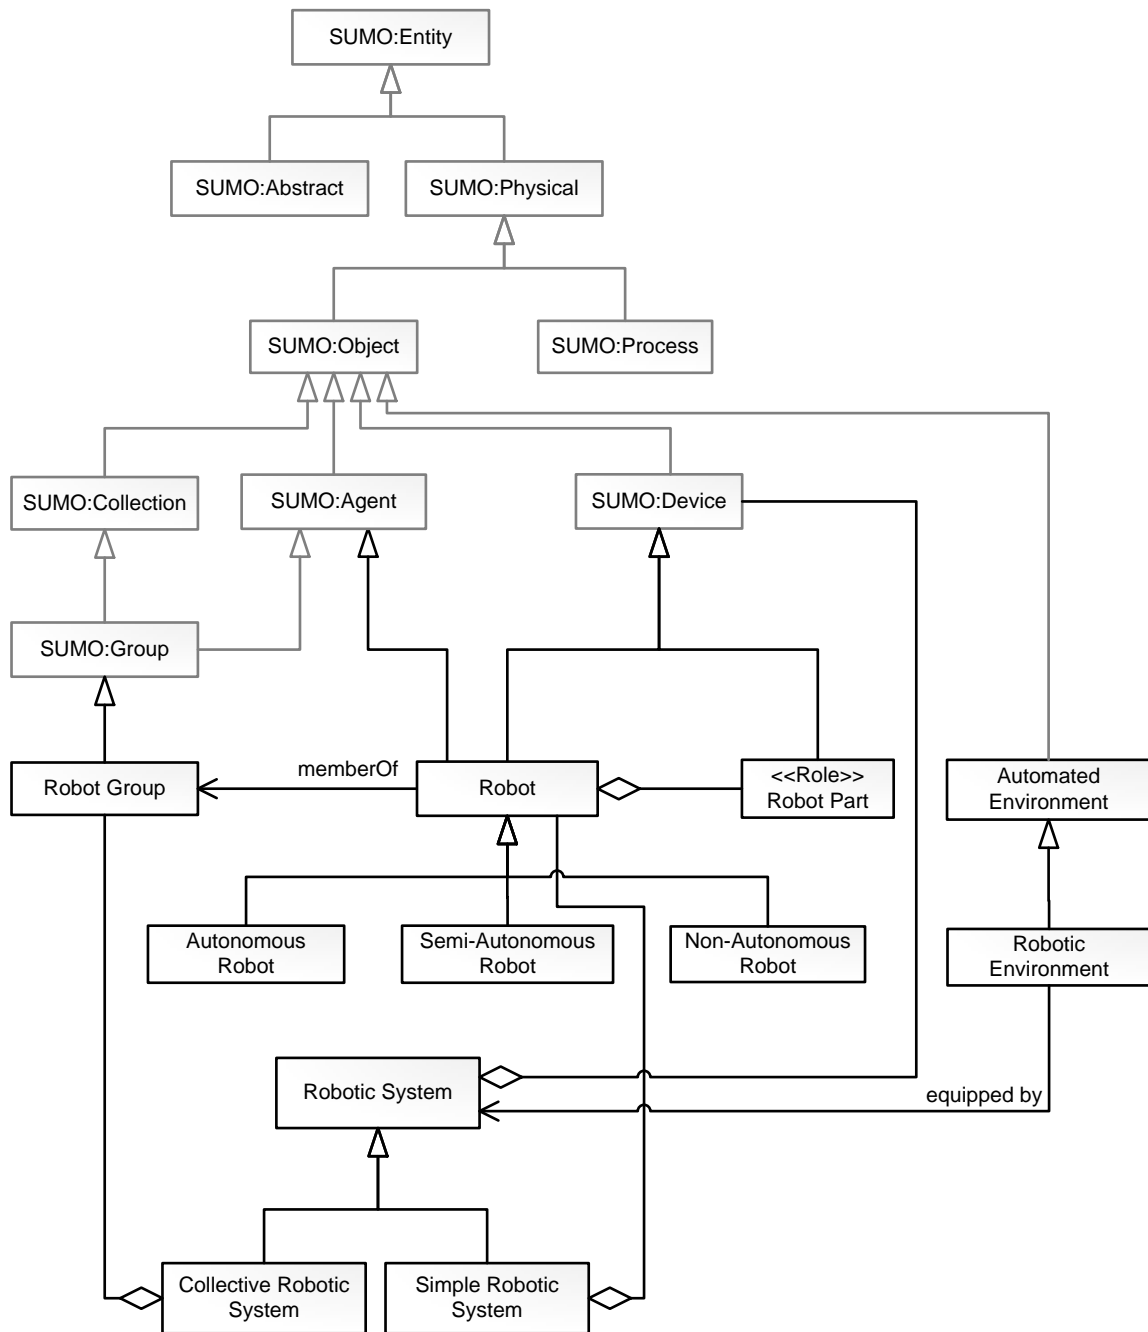 SUMO:Entity
SUMO:Abstract
SUMO:Physical
SUMO:Object
SUMO:Process
SUMO:Collection
SUMO:Agent
SUMO:Device
SUMO:Group
Robot Group
memberOf
Robot
<<Role>>
Robot Part
Automated
Environment
Autonomous
Robot
Semi-Autonomous
Robot
Non-Autonomous
Robot
Robotic
Environment
Robotic System
equipped by
Collective Robotic
System
Simple Robotic
System